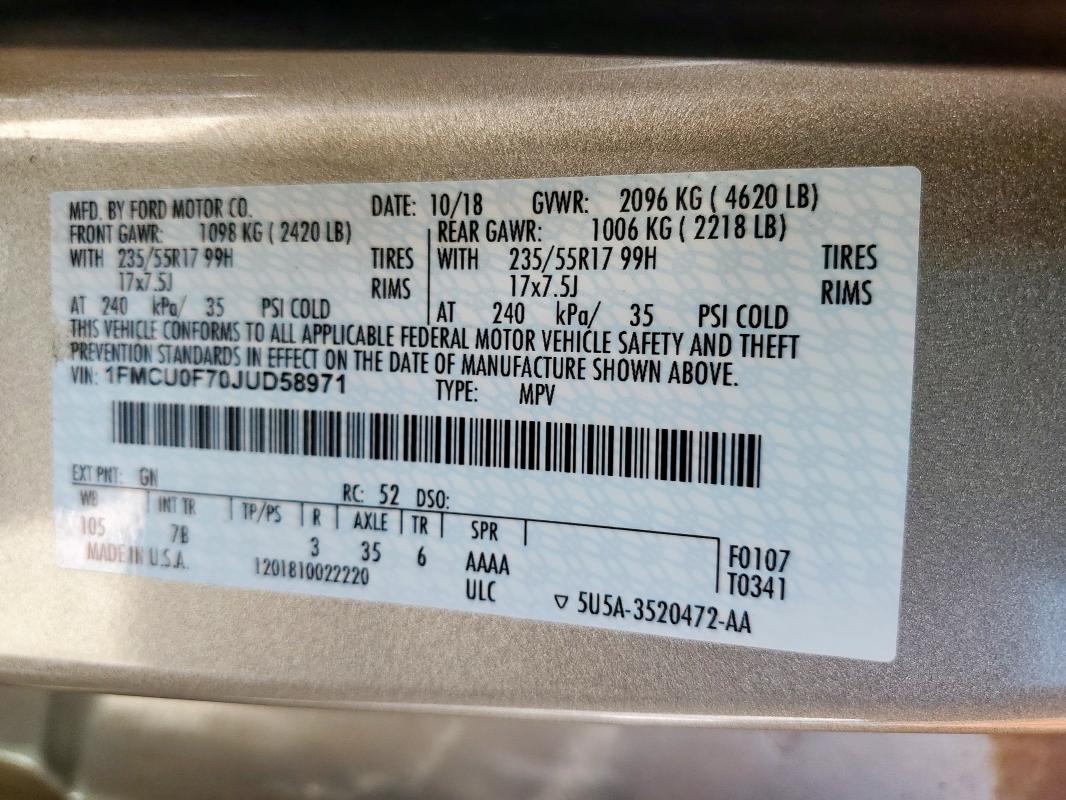 MFD. BY FORD MOTOR CO. DATE: 10/18 GVWR: 2096 KG ( 4620 LB)
FRONT GAWR: 1098 KG ( 2420 LB) REAR GAWR: 1006 KG ( 2218 LB)
WITH 235/55R17 99H TIRES WITH 235/55R17 99H TIRES
17x7.5J RIMS 17x7.5J RIMS
AT 240 kPa/ 35 PSI COLD AT 240 kPa/ 35 PSI COLD
THIS VEHICLE CONFORMS TO ALL APPLICABLE FEDERAL MOTOR VEHICLE SAFETY AND THEFT
PREVENTION STANDARDS IN EFFECT ON THE DATE OF MANUFACTURE SHOWN ABOVE.
VIN: 1FMCU0F70JUD58971 TYPE: MPV
EXT PNT: GN RC: 52 DSO:
WB INT TR TP/PS R AXLE TR SPR
105 7B 3 35 6 AAAA F0107
MADE IN U.S.A. 1201810022220 ULC T0341
▽ 5U5A-3520472-AA